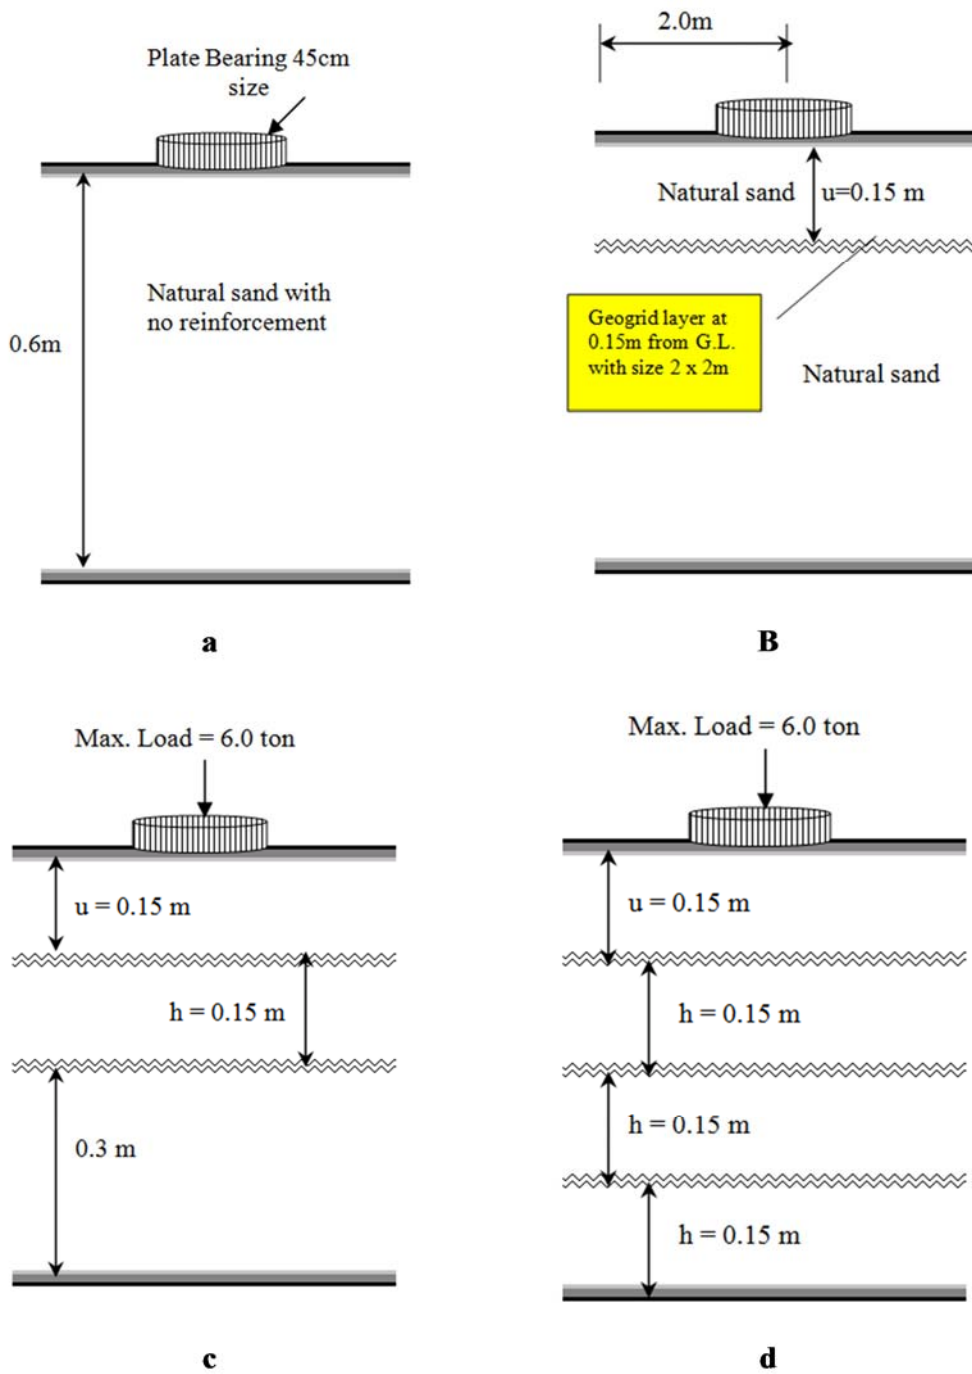 Plate Bearing 45cm
size
Natural sand with
no reinforcement
0.6m
a
2.0m
Natural sand
u=0.15 m
Geogrid layer at
0.15m from G.L.
with size 2 x 2m
Natural sand
B
Max. Load = 6.0 ton
u = 0.15 m
h = 0.15 m
0.3 m
c
Max. Load = 6.0 ton
u = 0.15 m
h = 0.15 m
h = 0.15 m
h = 0.15 m
d